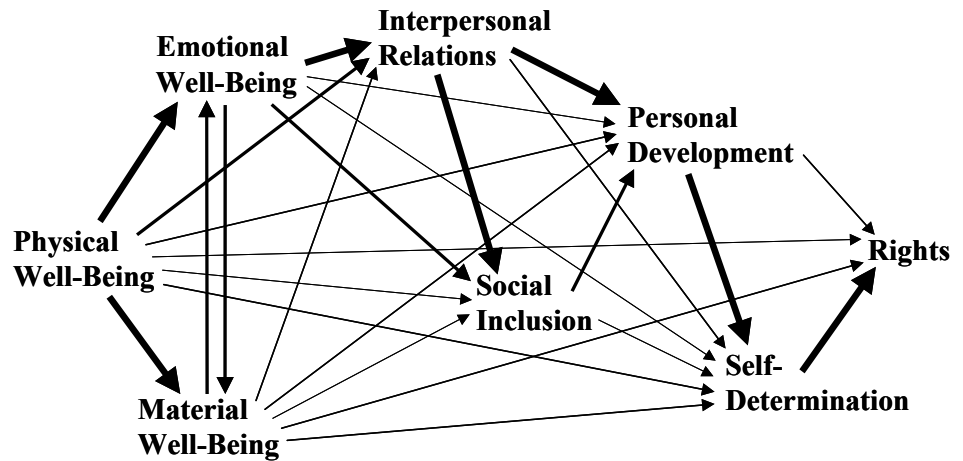 Interpersonal
Relations
Emotional
Well-Being
Personal
Development
Physical
Well-Being
Rights
Social
Inclusion
Self-
Determination
Material
Well-Being